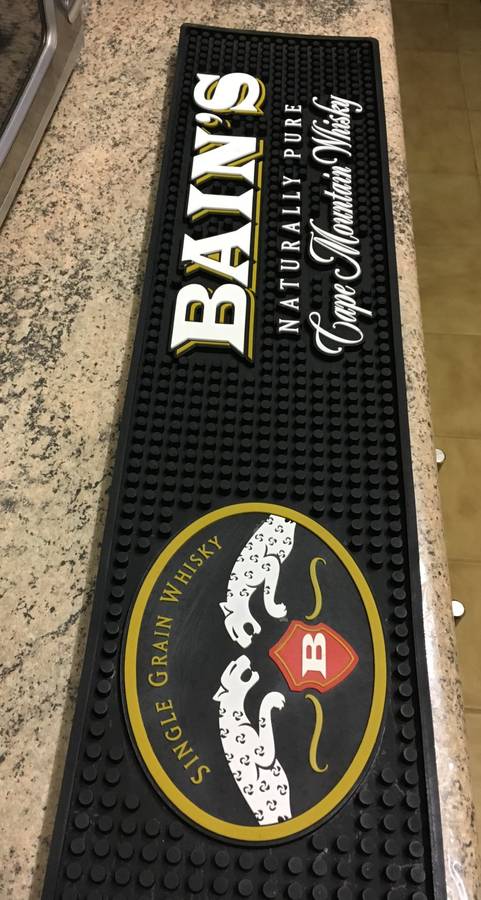 SINGLE GRAIN WHISKY
B
BAIN'S
NATURALLY PURE
Cape Mountain Whisky